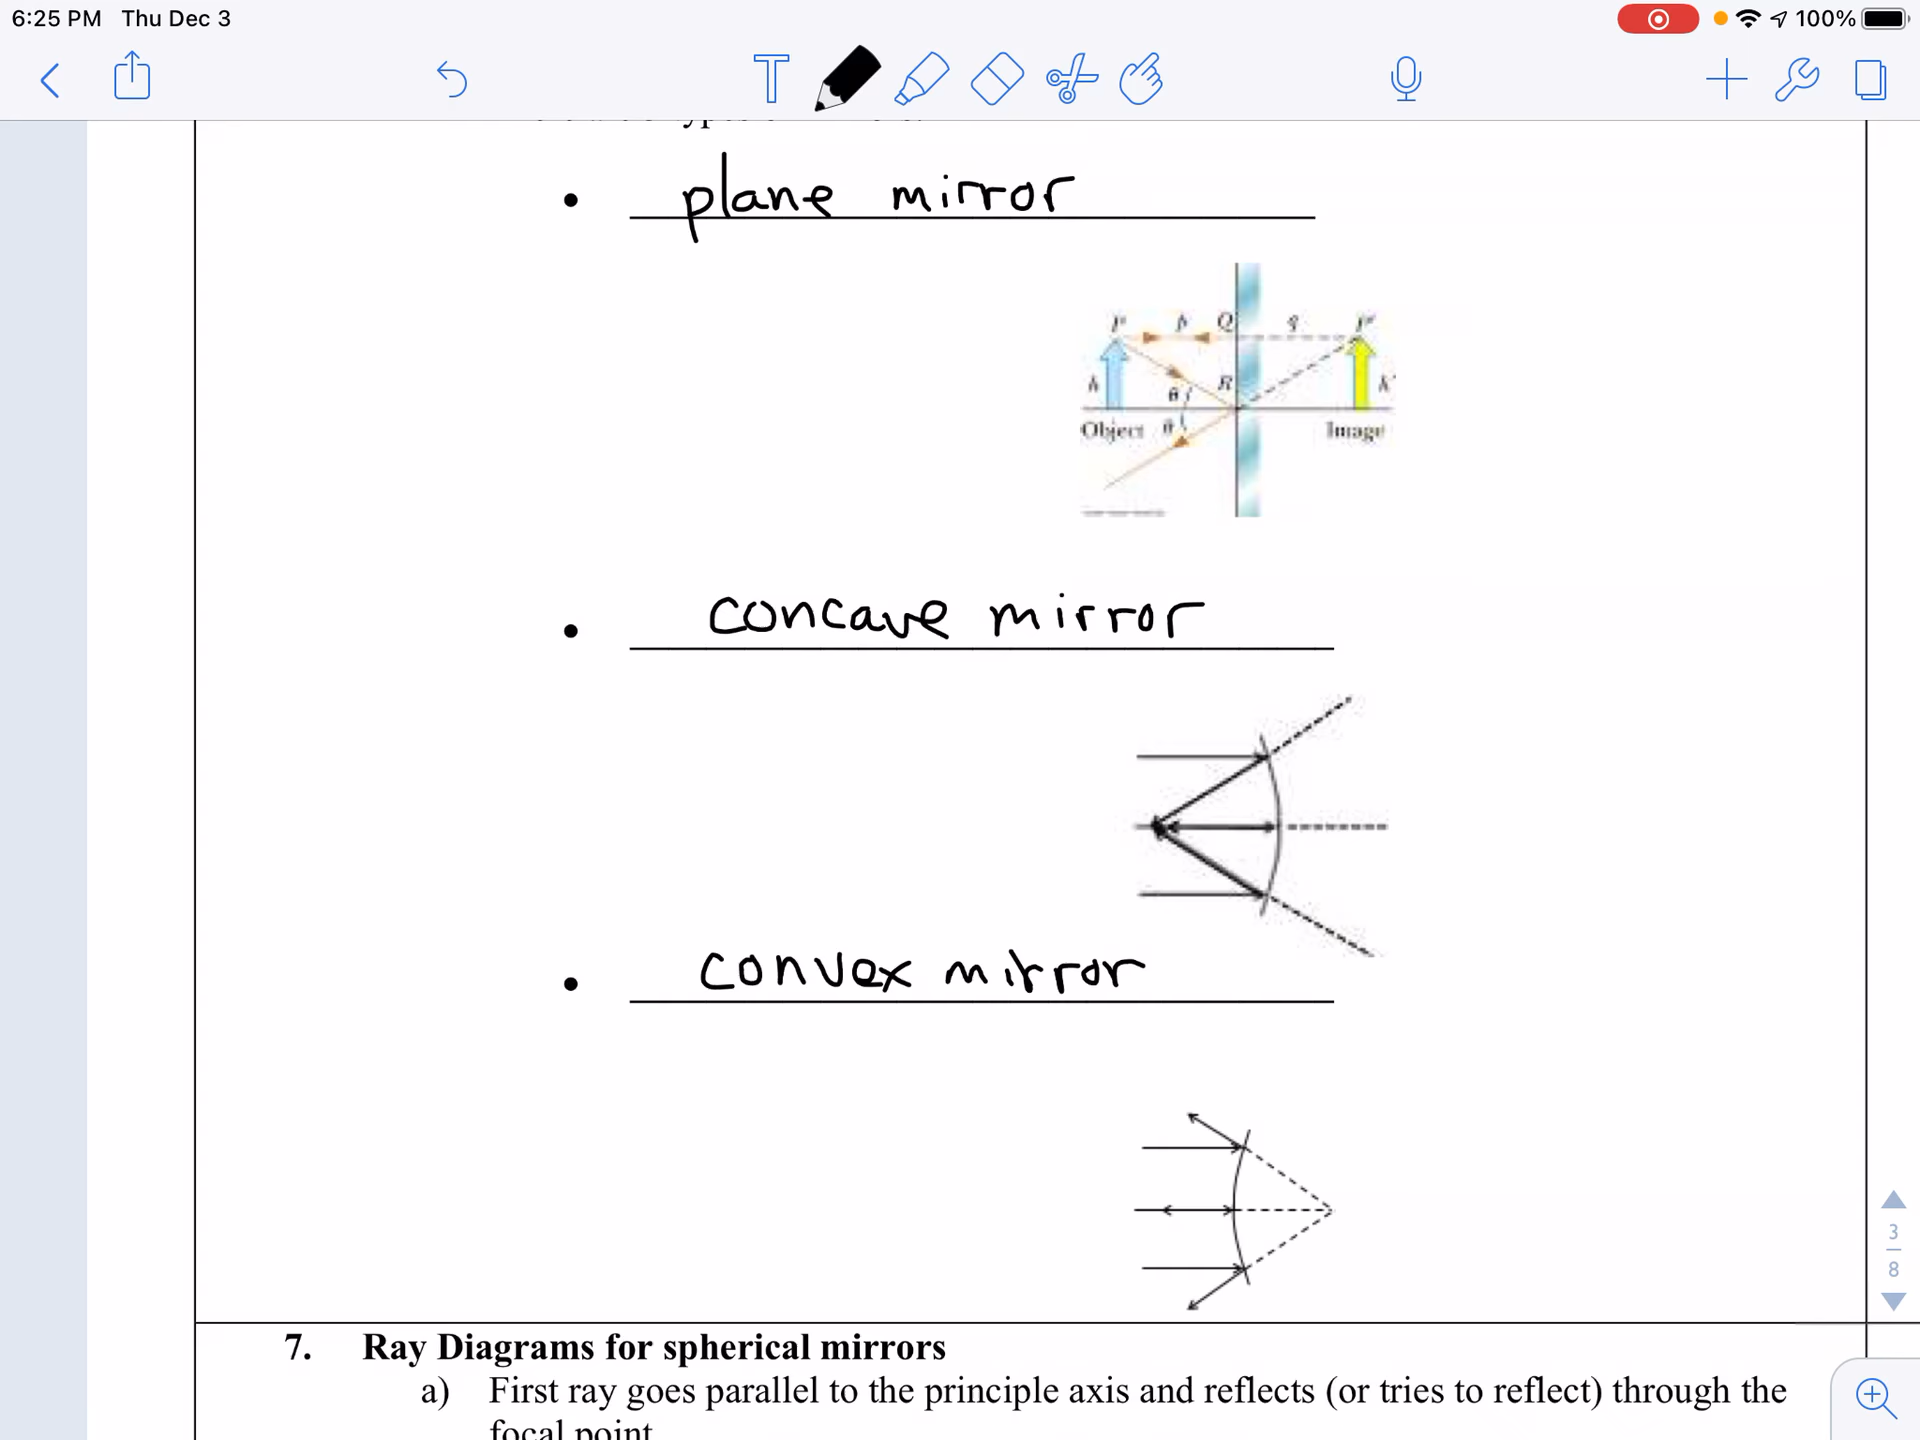 6:25 PM Thu Dec 3
100%
T
• plane mirror
P p Q q P'
h R h'
θ
Object θ Image
• concave mirror
• convex mirror
3
8
7. Ray Diagrams for spherical mirrors
a) First ray goes parallel to the principle axis and reflects (or tries to reflect) through the
focal point